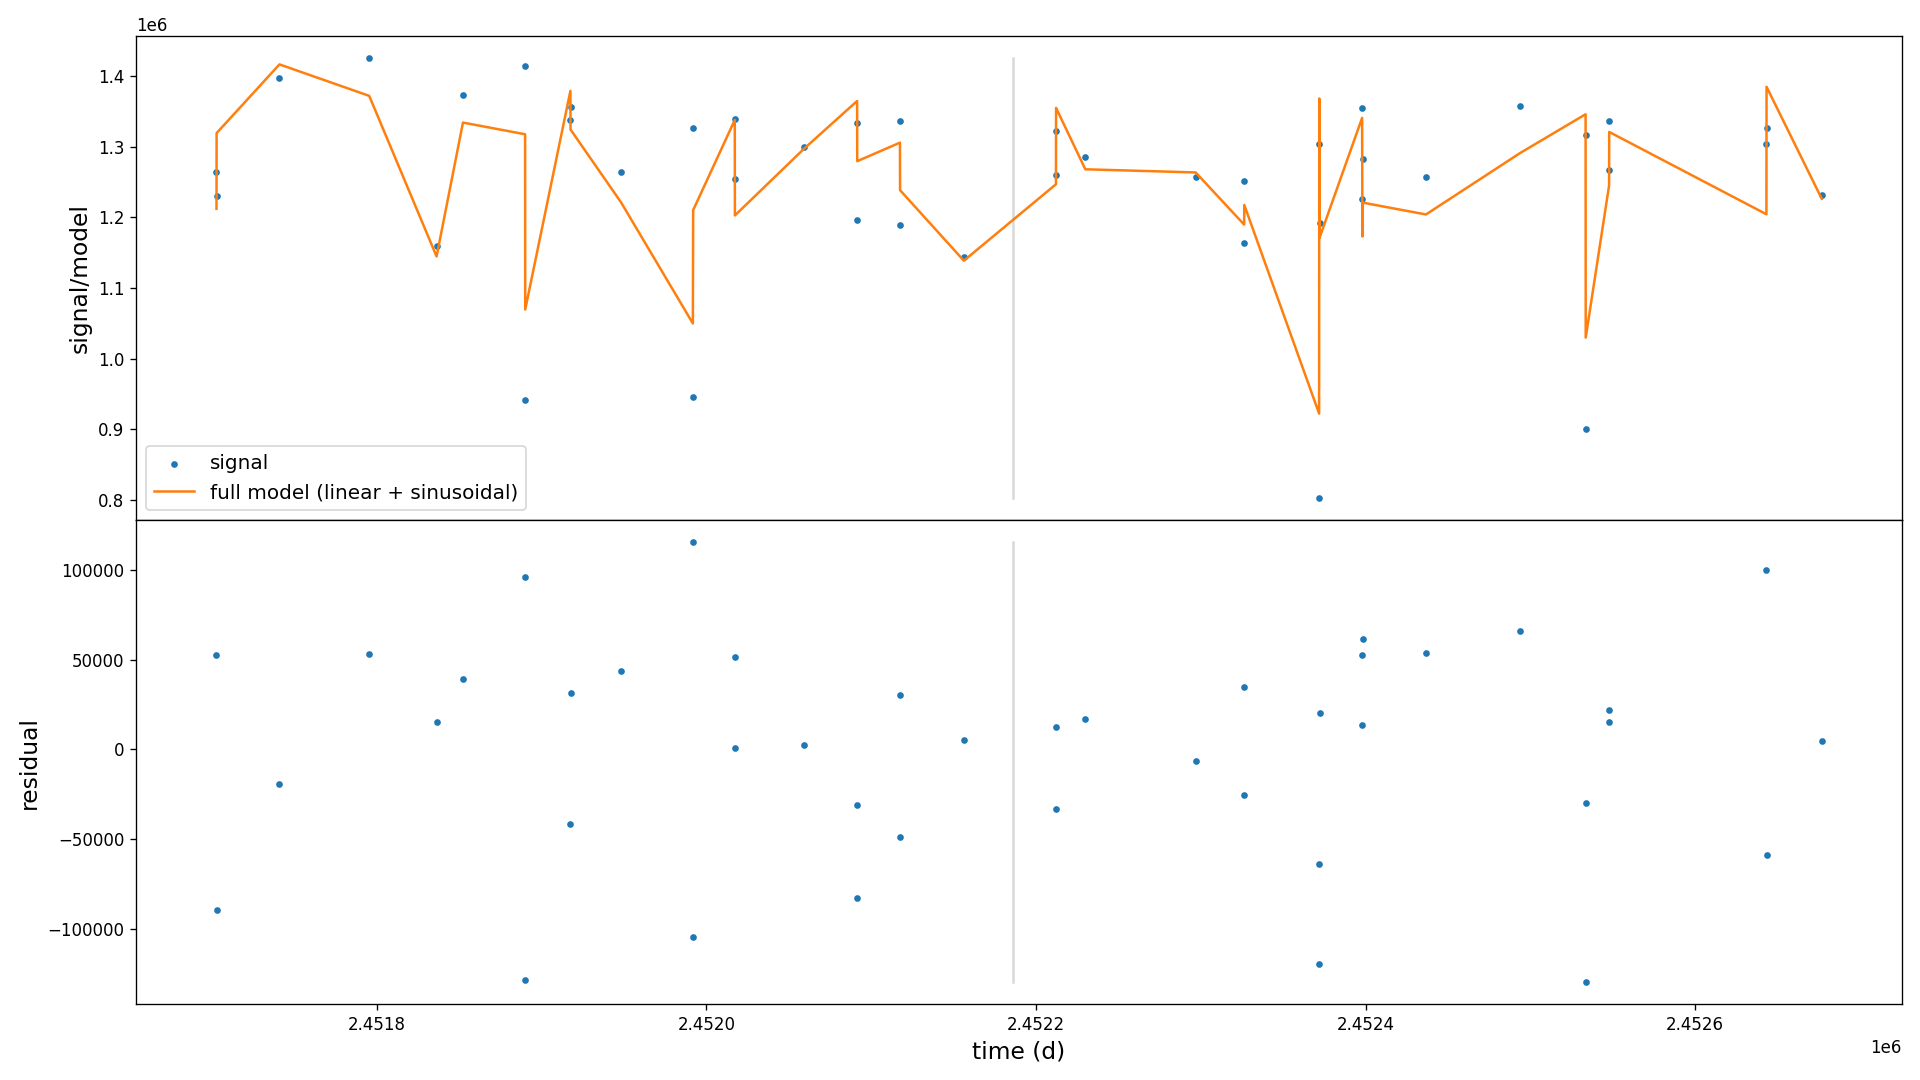 1e6
1.4
1.3
1.2
1.1
1.0
0.9
0.8
signal/model
signal
full model (linear + sinusoidal)
100000
50000
0
−50000
−100000
residual
2.4518
2.4520
2.4522
2.4524
2.4526
1e6
time (d)